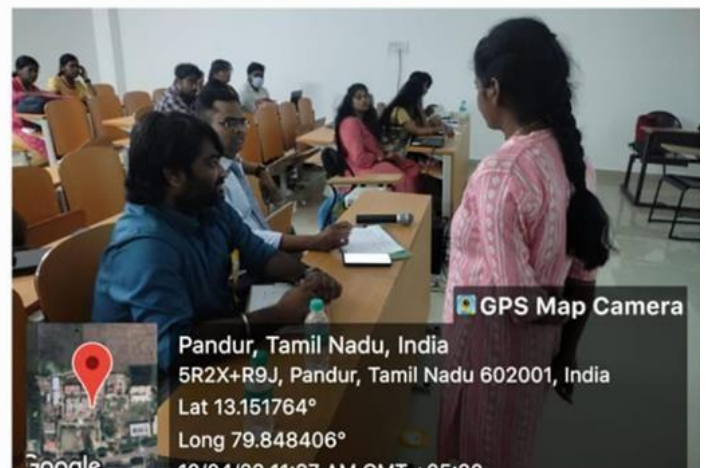 GPS Map Camera
Pandur, Tamil Nadu, India
5R2X+R9J, Pandur, Tamil Nadu 602001, India
Lat 13.151764°
Long 79.848406°
Google